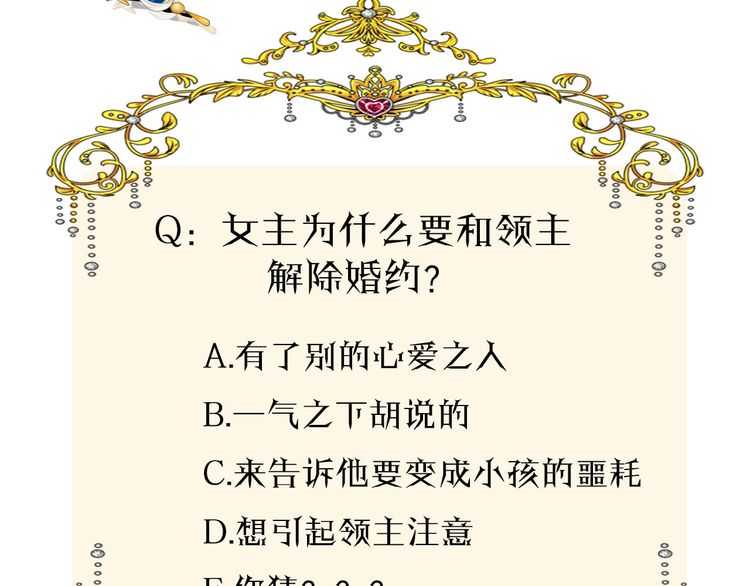 Q：女主为什么要和领主
解除婚约?
A.有了别的心爱之人
B.一气之下胡说的
C.来告诉他要变成小孩的噩耗
D.想引起领主注意
E.你猜? ? ?